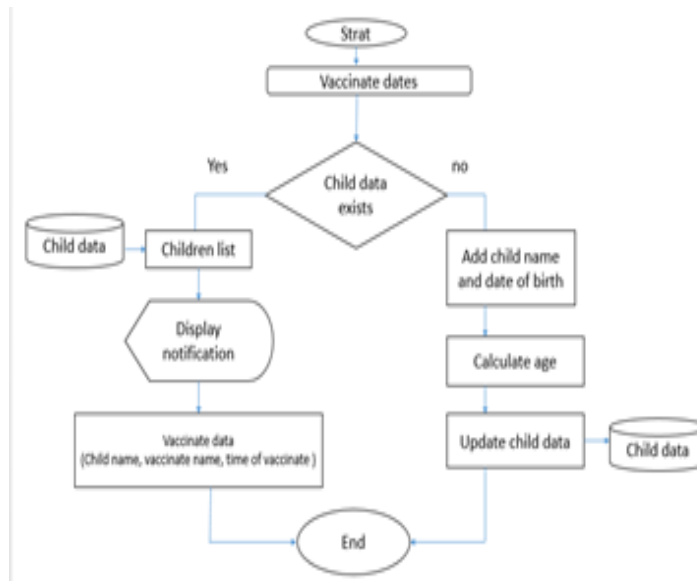 Strat
Vaccinate dates
Yes
no
Child data
exists
Child data
Children list
Add child name
and date of birth
Display
notification
Calculate age
Vaccinate data
(Child name, vaccinate name, time of vaccinate )
Update child data
Child data
End